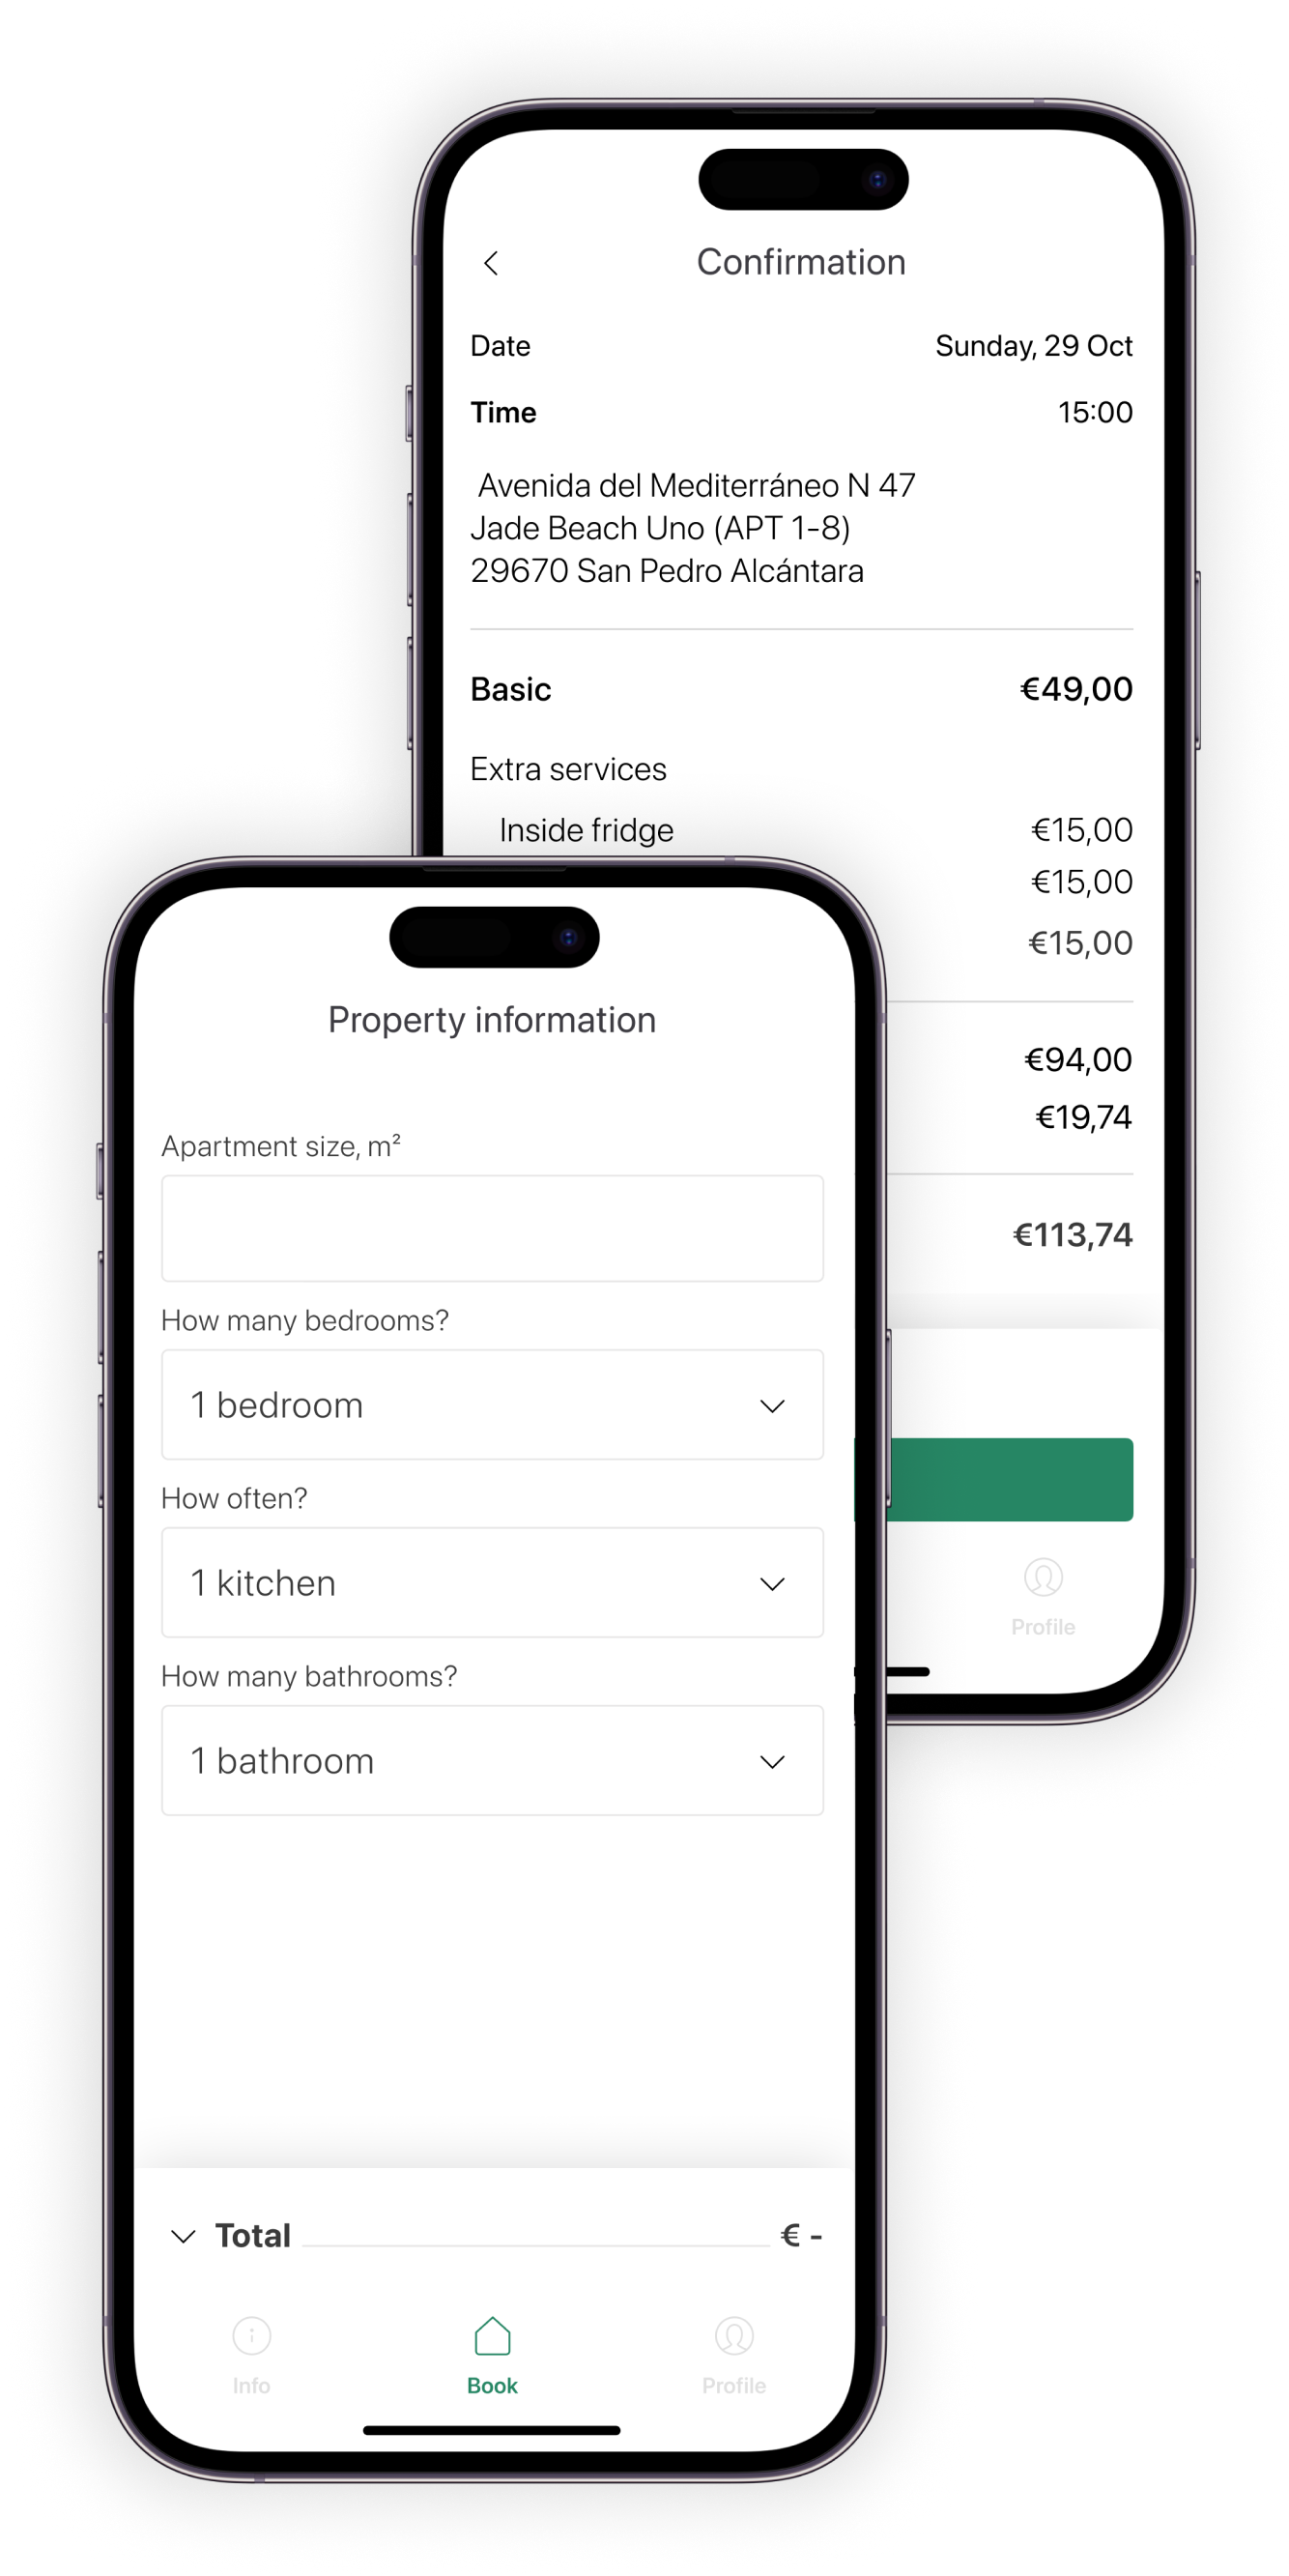 Confirmation
Date Sunday, 29 Oct
Time 15:00
Avenida del Mediterráneo N 47
Jade Beach Uno (APT 1-8)
29670 San Pedro Alcántara
Basic €49,00
Extra services
Inside fridge €15,00
€15,00
€15,00
€94,00
€19,74
€113,74
Profile
Property information
Apartment size, m²
How many bedrooms?
1 bedroom
How often?
1 kitchen
How many bathrooms?
1 bathroom
Total € -
Info Book Profile